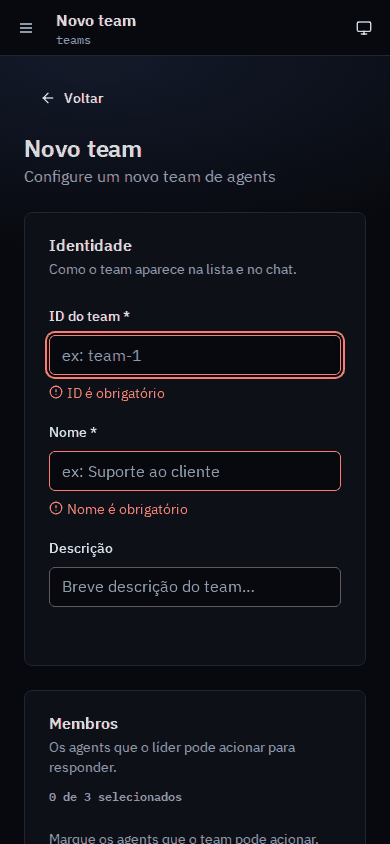 Novo team
teams
Voltar
Novo team
Configure um novo team de agents
Identidade
Como o team aparece na lista e no chat.
ID do team *
ex: team-1
ID é obrigatório
Nome *
ex: Suporte ao cliente
Nome é obrigatório
Descrição
Breve descrição do team...
Membros
Os agents que o líder pode acionar para
responder.
0 de 3 selecionados
Marque os agents que o team pode acionar.